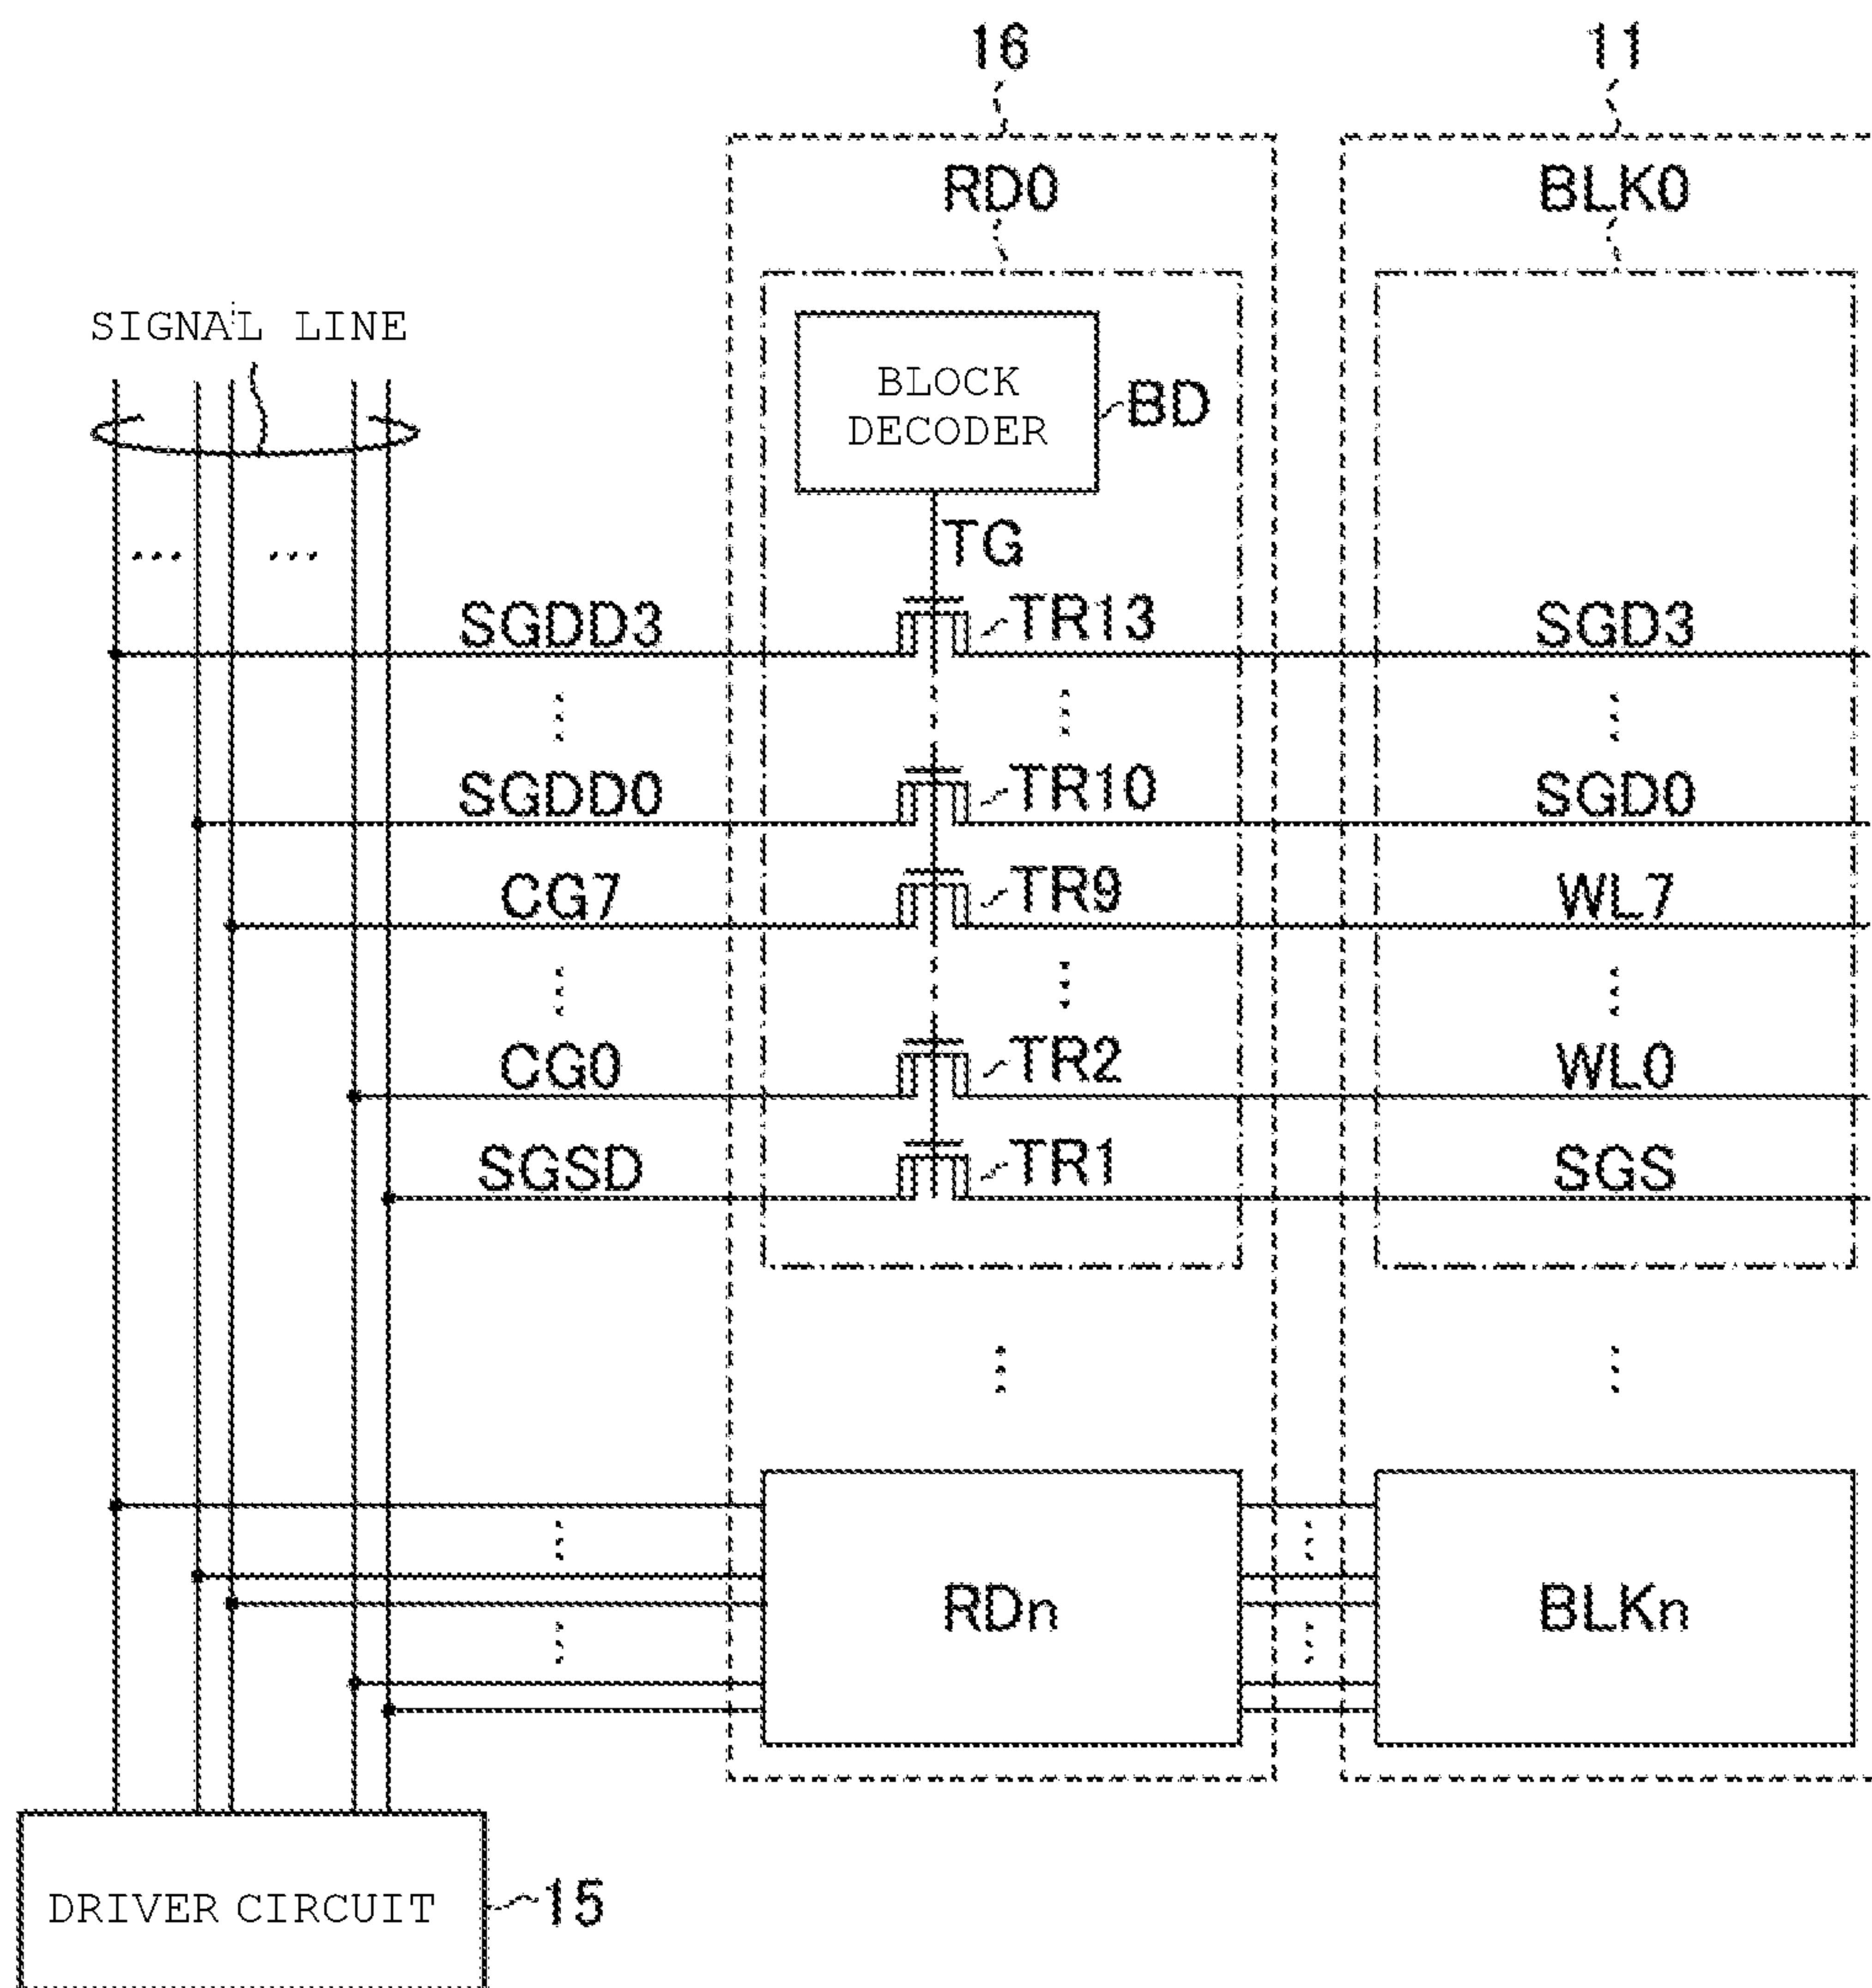 16
11
RD0
BLK0
SIGNAL LINE
BLOCK
DECODER
BD
TG
... ...
SGDD3 TR13 SGD3
SGDD0 TR10 SGD0
CG7 TR9 WL7
CG0 TR2 WL0
SGSD TR1 SGS
RDn
BLKn
DRIVER CIRCUIT
15